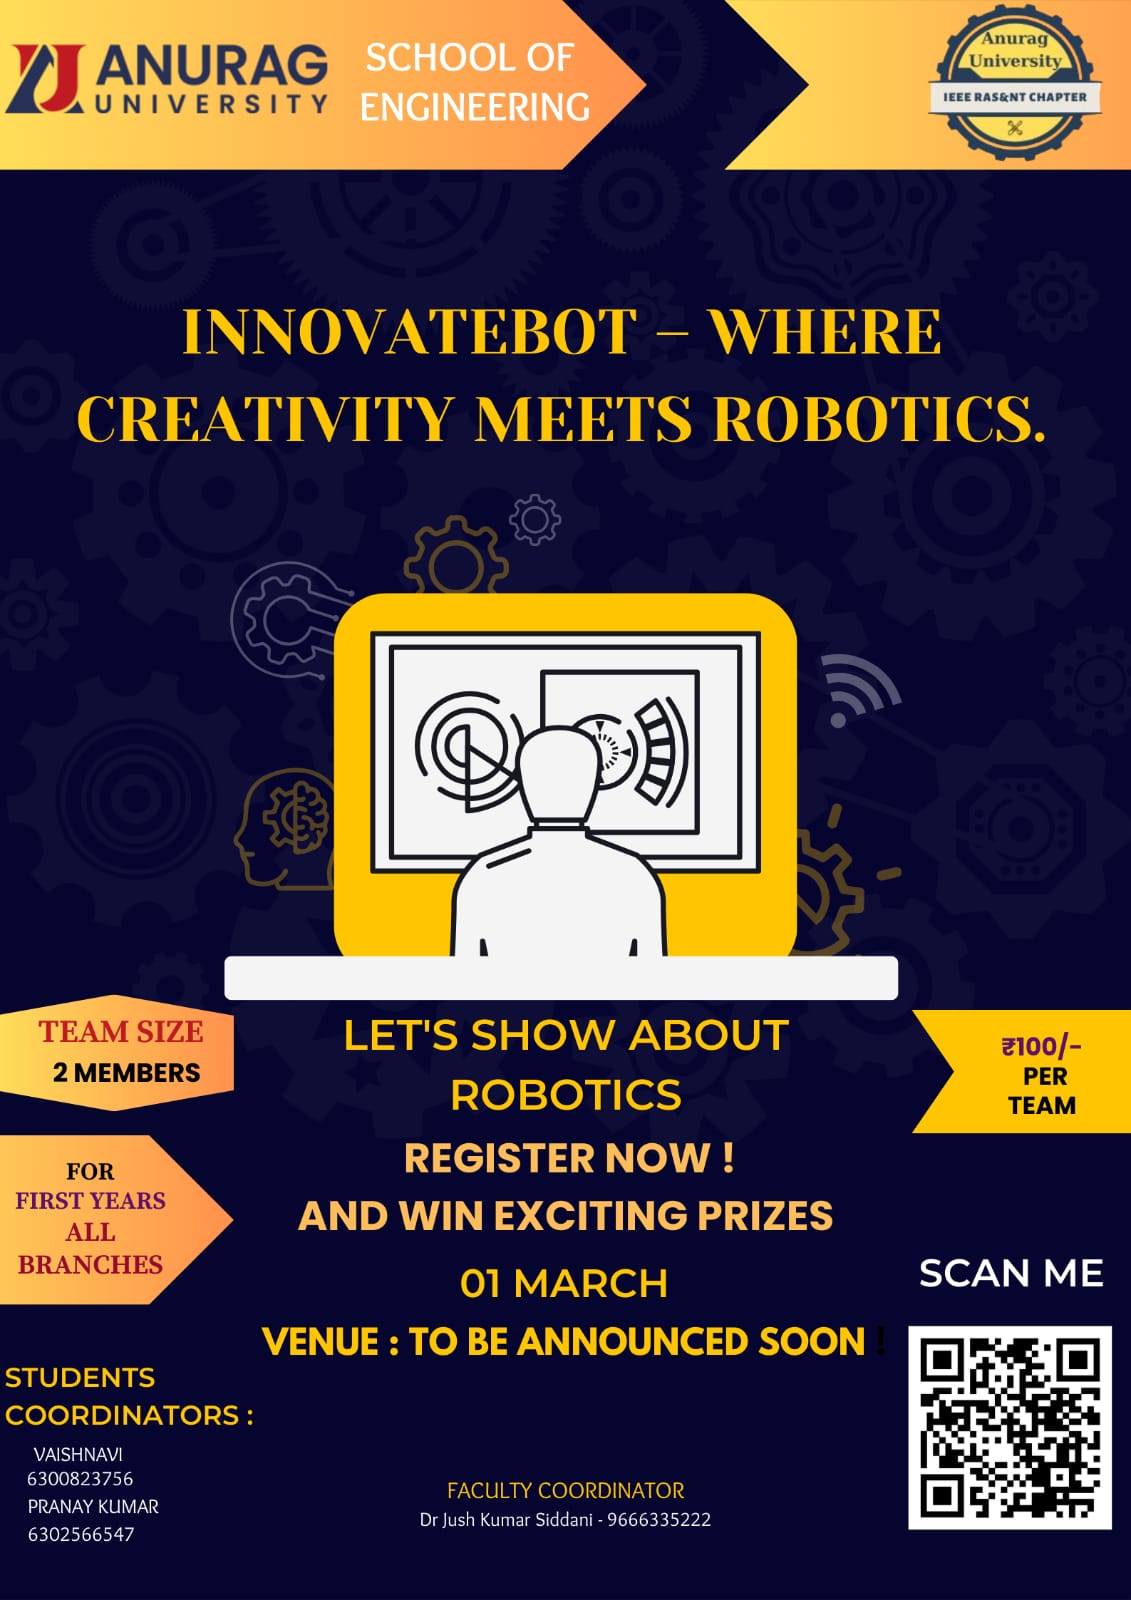 ANURAG
UNIVERSITY
SCHOOL OF
ENGINEERING
Anurag
University
IEEE RAS&NT CHAPTER
INNOVATEBOT – WHERE
CREATIVITY MEETS ROBOTICS.
TEAM SIZE
2 MEMBERS
LET'S SHOW ABOUT
ROBOTICS
₹100/-
PER
TEAM
REGISTER NOW !
AND WIN EXCITING PRIZES
FOR
FIRST YEARS
ALL
BRANCHES
01 MARCH
VENUE : TO BE ANNOUNCED SOON !
SCAN ME
STUDENTS
COORDINATORS :
VAISHNAVI
6300823756
PRANAY KUMAR
6302566547
FACULTY COORDINATOR
Dr Jush Kumar Siddani - 9666335222